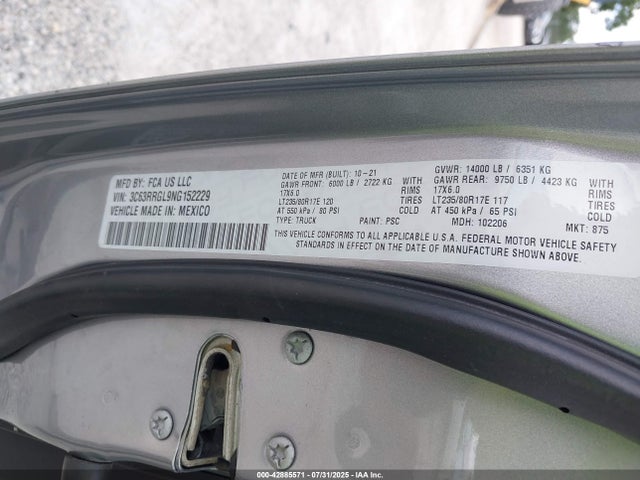 MFD BY: FCA US LLC
VIN: 3C63RRGL9NG152229
VEHICLE MADE IN: MEXICO
DATE OF MFR (BUILT): 10-21
GAWR FRONT: 6000 LB / 2722 KG WITH
17X6.0 RIMS
LT235/80R17E 120 TIRES
AT 550 kPa / 80 PSI COLD
TYPE: TRUCK PAINT: PSC
GVWR: 14000 LB / 6351 KG
GAWR REAR: 9750 LB / 4423 KG WITH
17X6.0 RIMS
LT235/80R17E 117 TIRES
AT 450 kPa / 65 PSI COLD
MDH: 102206 MKT: 875
THIS VEHICLE CONFORMS TO ALL APPLICABLE U.S.A. FEDERAL MOTOR VEHICLE SAFETY
STANDARDS IN EFFECT ON THE DATE OF MANUFACTURE SHOWN ABOVE.
000-42885571 07/31/2025 IAAI.COM